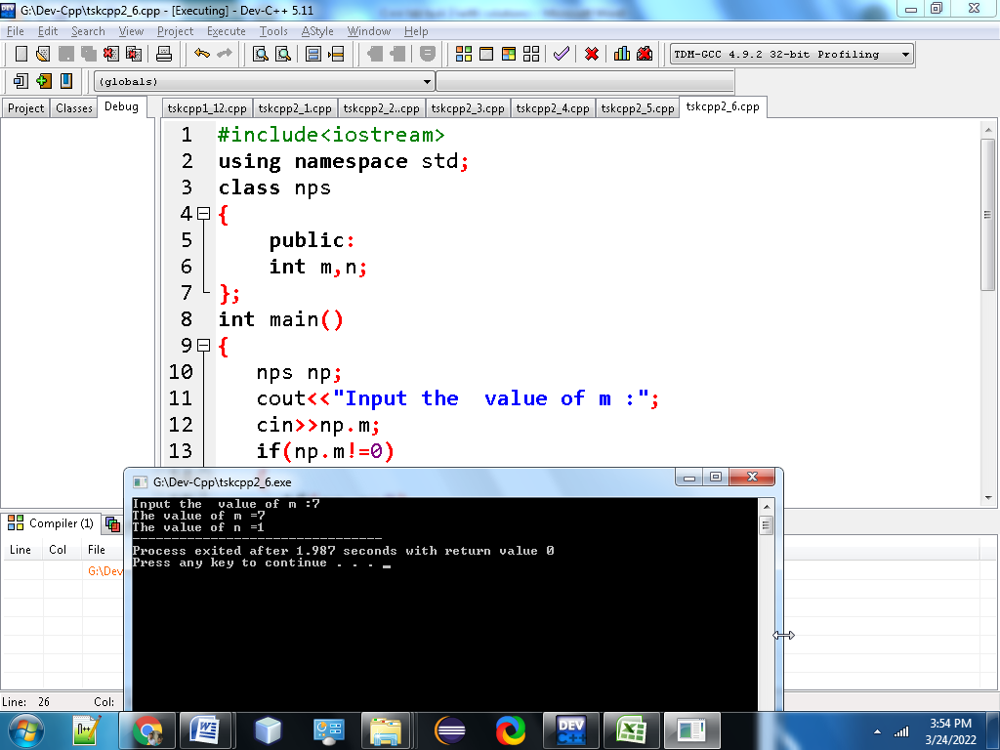 G:\Dev-Cpp\tskcpp2_6.cpp - [Executing] - Dev-C++ 5.11
File Edit Search View Project Execute Tools AStyle Window Help
TDM-GCC 4.9.2 32-bit Profiling
(globals)
Project Classes Debug
tskcpp1_12.cpp tskcpp2_1.cpp tskcpp2_2..cpp tskcpp2_3.cpp tskcpp2_4.cpp tskcpp2_5.cpp tskcpp2_6.cpp
1 #include<iostream>
2 using namespace std;
3 class nps
4 {
5 public:
6 int m,n;
7 };
8 int main()
9 {
10 nps np;
11 cout<<"Input the  value of m :";
12 cin>>np.m;
13 if(np.m!=0)
G:\Dev-Cpp\tskcpp2_6.exe
Input the  value of m :7
The value of m =7
The value of n =1
--------------------------------
Process exited after 1.987 seconds with return value 0
Press any key to continue . . . _
Compiler (1)
Line Col File
G:\Dev
Line: 26 Col:
n++
W
DEV
C++
X
3:54 PM
3/24/2022